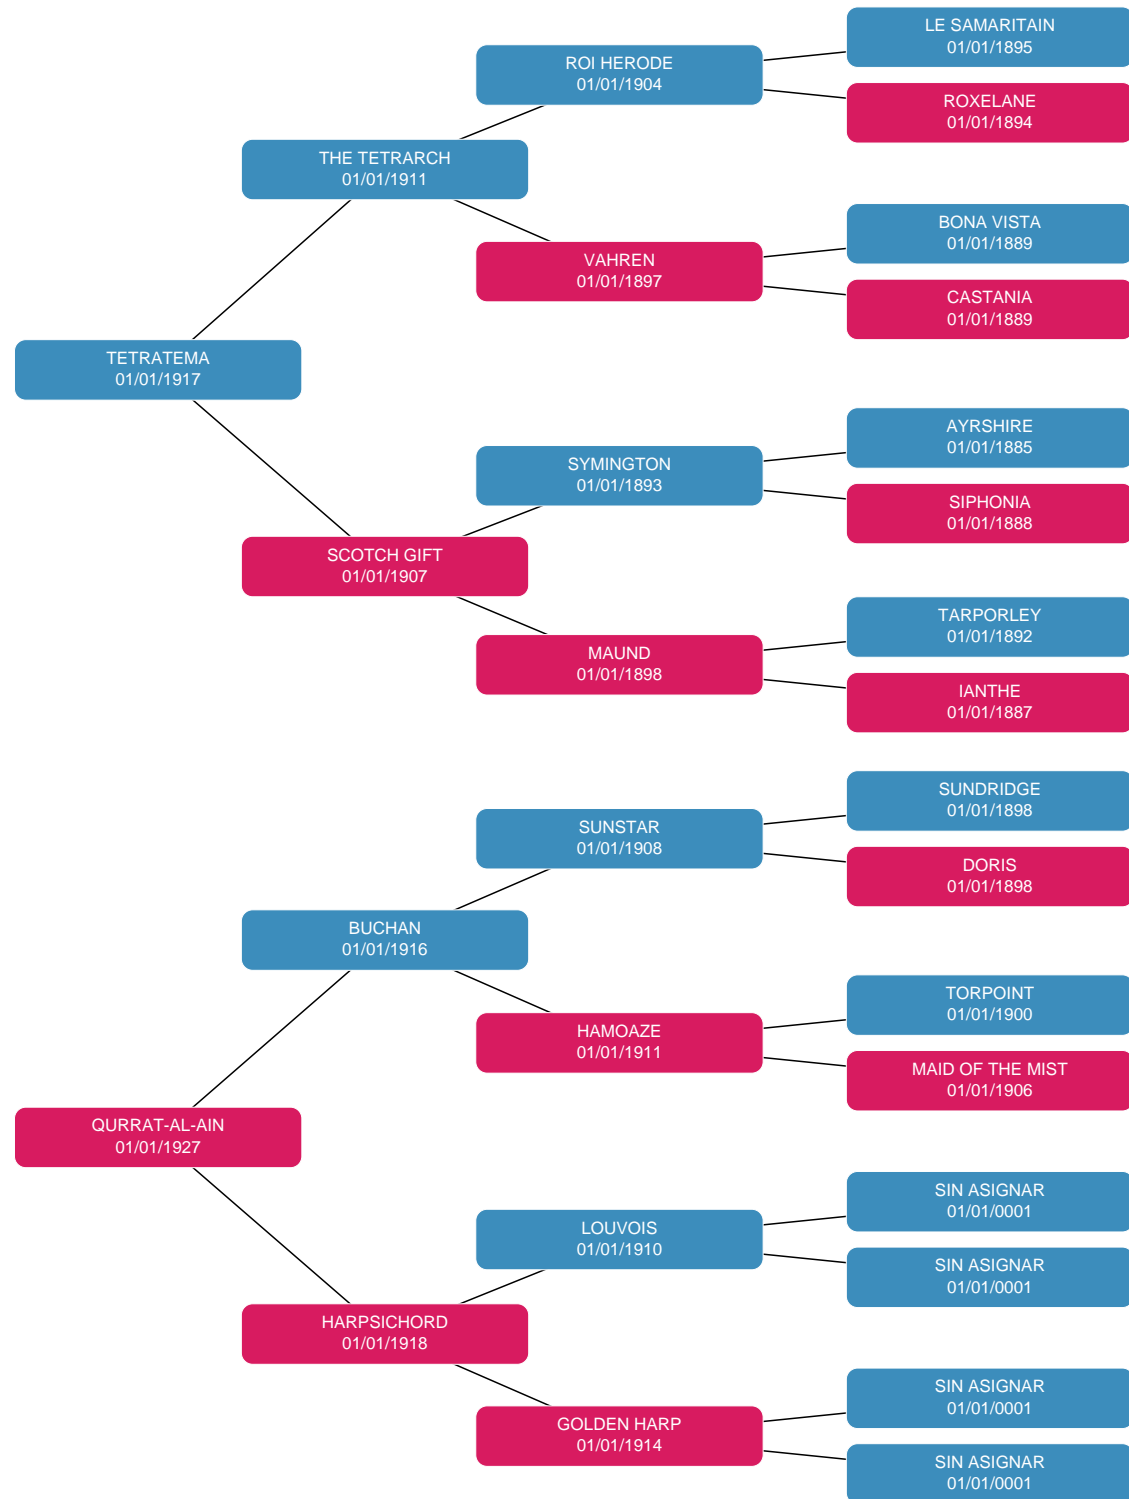 LE SAMARITAIN
01/01/1895
ROI HERODE
01/01/1904
ROXELANE
01/01/1894
THE TETRARCH
01/01/1911
BONA VISTA
01/01/1889
VAHREN
01/01/1897
CASTANIA
01/01/1889
TETRATEMA
01/01/1917
AYRSHIRE
01/01/1885
SYMINGTON
01/01/1893
SIPHONIA
01/01/1888
SCOTCH GIFT
01/01/1907
TARPORLEY
01/01/1892
MAUND
01/01/1898
IANTHE
01/01/1887
SUNDRIDGE
01/01/1898
SUNSTAR
01/01/1908
DORIS
01/01/1898
BUCHAN
01/01/1916
TORPOINT
01/01/1900
HAMOAZE
01/01/1911
MAID OF THE MIST
01/01/1906
QURRAT-AL-AIN
01/01/1927
SIN ASIGNAR
01/01/0001
LOUVOIS
01/01/1910
SIN ASIGNAR
01/01/0001
HARPSICHORD
01/01/1918
SIN ASIGNAR
01/01/0001
GOLDEN HARP
01/01/1914
SIN ASIGNAR
01/01/0001